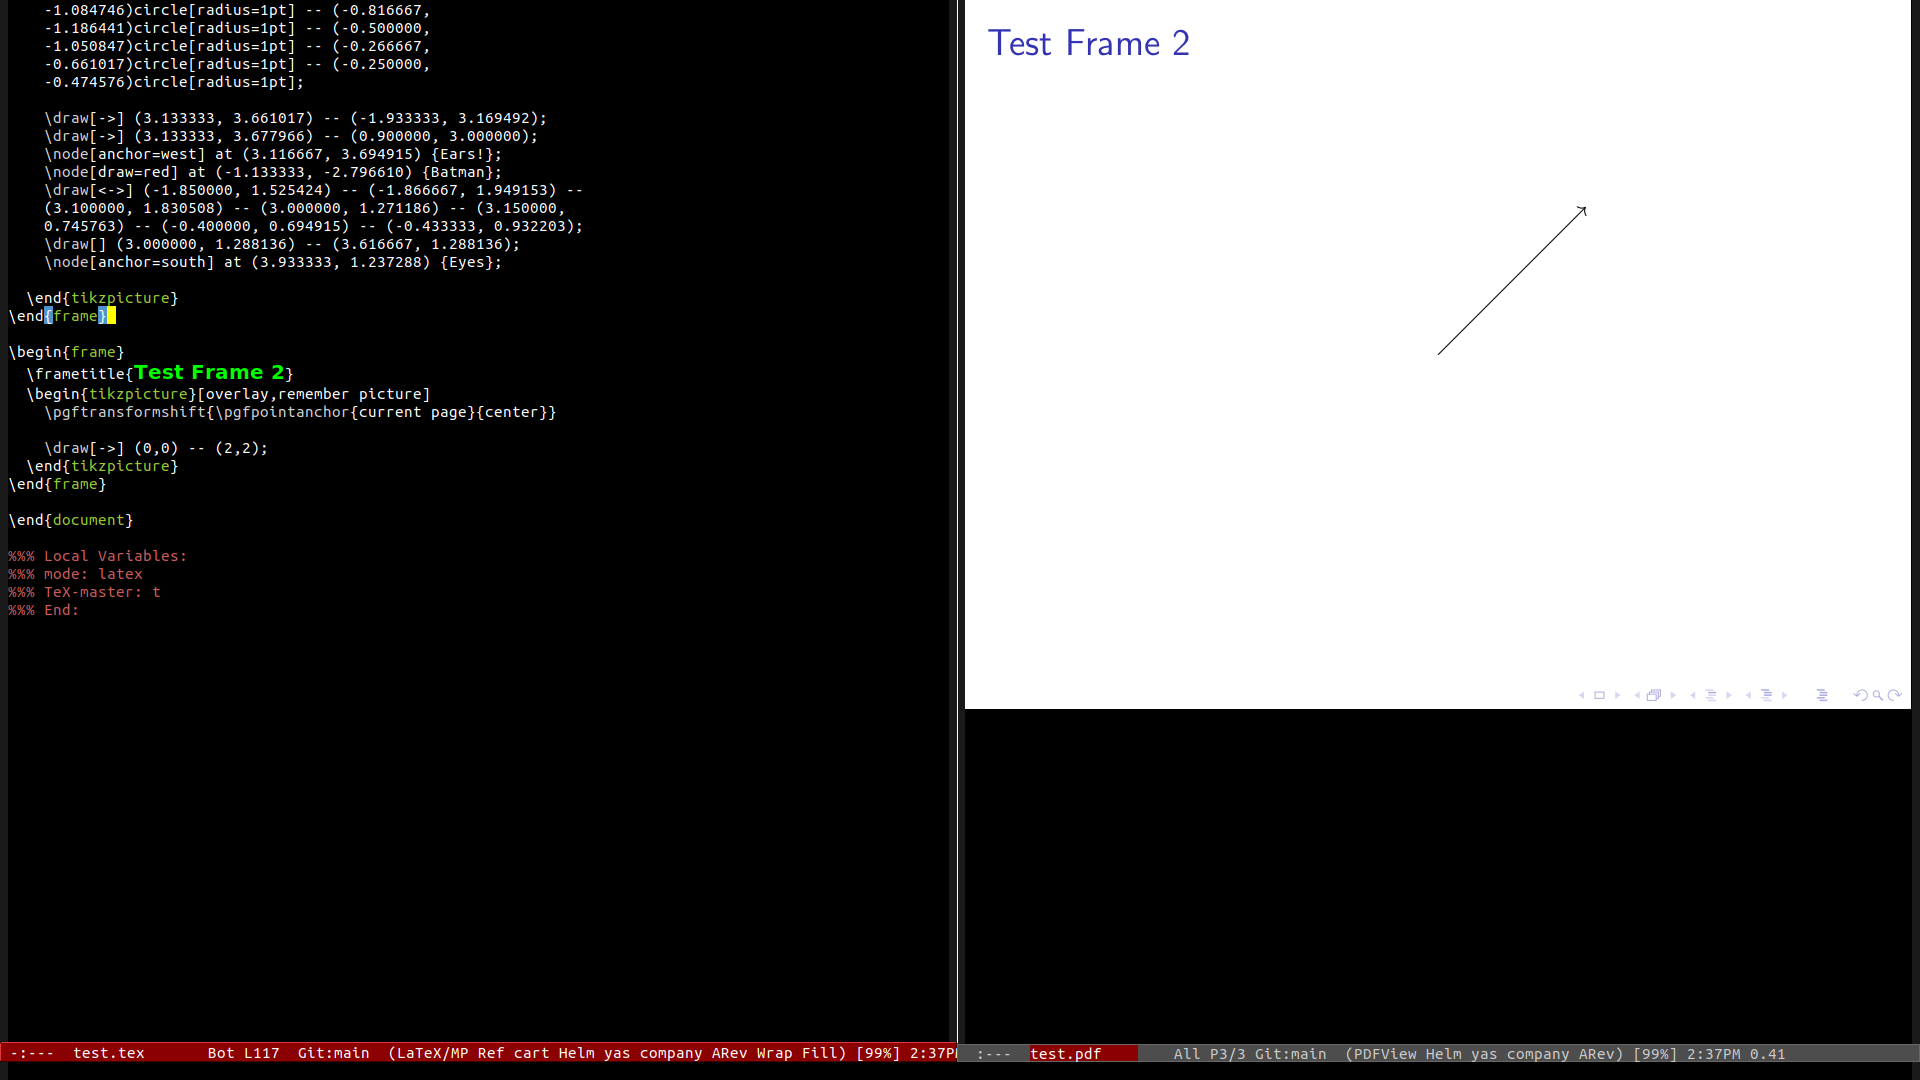 -1.084746)circle[radius=1pt] -- (-0.816667,
-1.186441)circle[radius=1pt] -- (-0.500000,
-1.050847)circle[radius=1pt] -- (-0.266667,
-0.661017)circle[radius=1pt] -- (-0.250000,
-0.474576)circle[radius=1pt];
\draw[->] (3.133333, 3.661017) -- (-1.933333, 3.169492);
\draw[->] (3.133333, 3.677966) -- (0.900000, 3.000000);
\node[anchor=west] at (3.116667, 3.694915) {Ears!};
\node[draw=red] at (-1.133333, -2.796610) {Batman};
\draw[<->] (-1.850000, 1.525424) -- (-1.866667, 1.949153) --
(3.100000, 1.830508) -- (3.000000, 1.271186) -- (3.150000,
0.745763) -- (-0.400000, 0.694915) -- (-0.433333, 0.932203);
\draw[] (3.000000, 1.288136) -- (3.616667, 1.288136);
\node[anchor=south] at (3.933333, 1.237288) {Eyes};
\end{tikzpicture}
\end{frame}
\begin{frame}
\frametitle{Test Frame 2}
\begin{tikzpicture}[overlay,remember picture]
\pgftransformshift{\pgfpointanchor{current page}{center}}
\draw[->] (0,0) -- (2,2);
\end{tikzpicture}
\end{frame}
\end{document}
%%% Local Variables:
%%% mode: latex
%%% TeX-master: t
%%% End:
-:--- test.tex Bot L117 Git:main (LaTeX/MP Ref cart Helm yas company ARev Wrap Fill) [99%] 2:37P
Test Frame 2
:--- test.pdf All P3/3 Git:main (PDFView Helm yas company ARev) [99%] 2:37PM 0.41